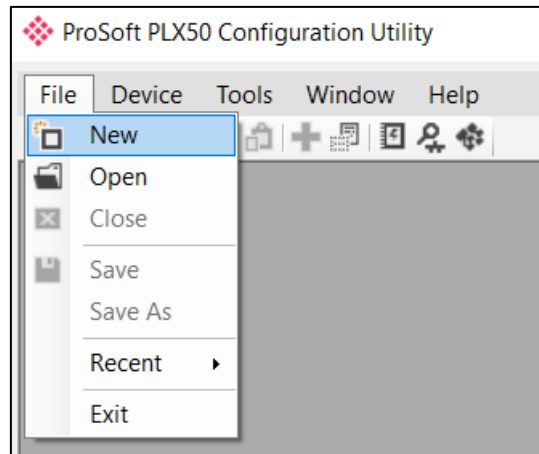 ProSoft PLX50 Configuration Utility
File Device Tools Window Help
New
Open
Close
Save
Save As
Recent
Exit